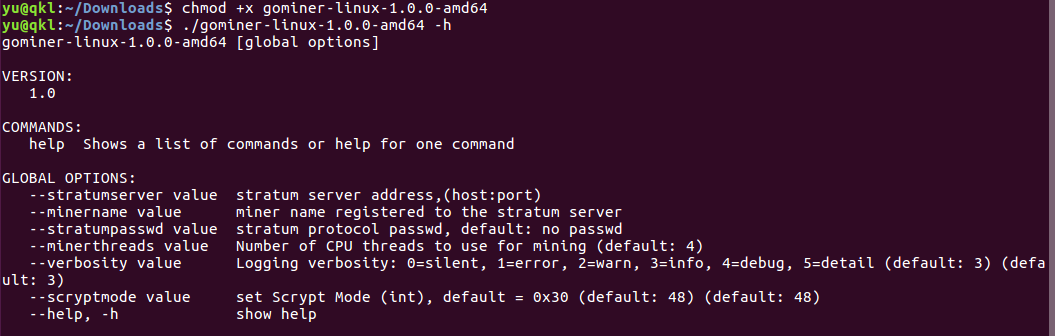 yu@qkl:~/Downloads$ chmod +x gominer-linux-1.0.0-amd64
yu@qkl:~/Downloads$ ./gominer-linux-1.0.0-amd64 -h
gominer-linux-1.0.0-amd64 [global options]

VERSION:
   1.0

COMMANDS:
   help  Shows a list of commands or help for one command

GLOBAL OPTIONS:
   --stratumserver value  stratum server address,(host:port)
   --minername value      miner name registered to the stratum server
   --stratumpasswd value  stratum protocol passwd, default: no passwd
   --minerthreads value   Number of CPU threads to use for mining (default: 4)
   --verbosity value      Logging verbosity: 0=silent, 1=error, 2=warn, 3=info, 4=debug, 5=detail (default: 3) (defa
ult: 3)
   --scryptmode value     set Scrypt Mode (int), default = 0x30 (default: 48) (default: 48)
   --help, -h             show help